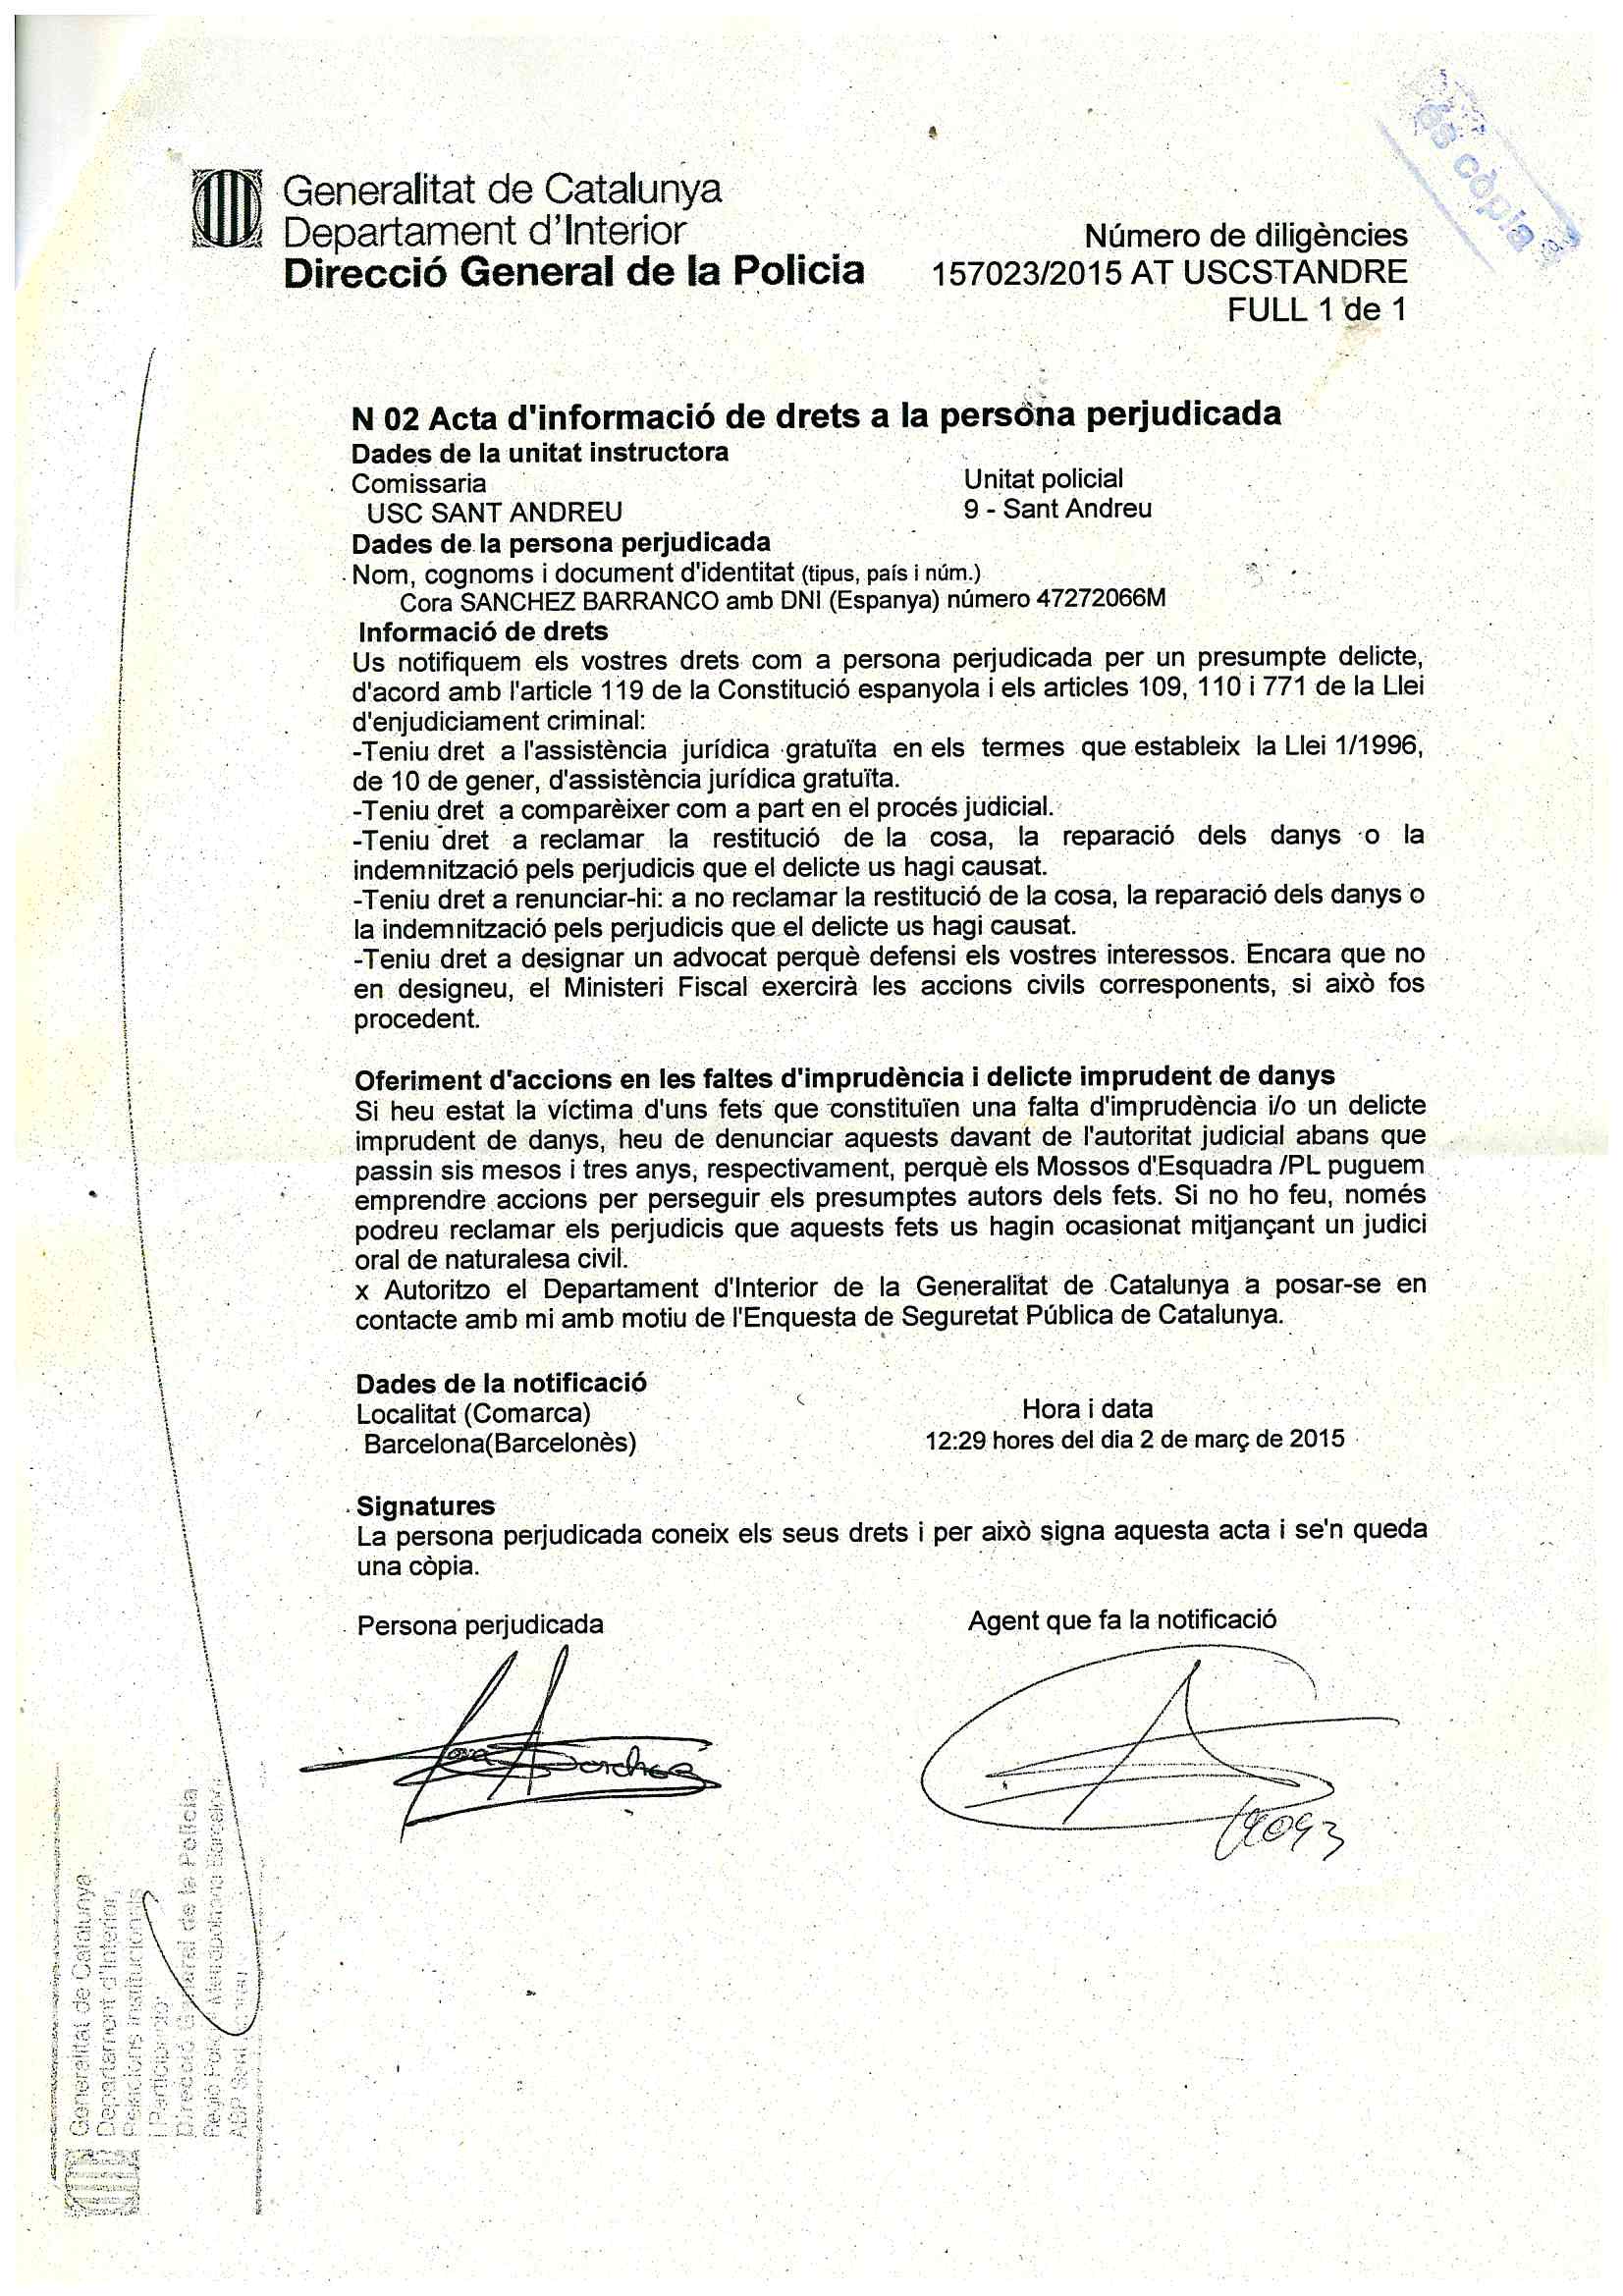 és còpia
Generalitat de Catalunya
Departament d'Interior
Direcció General de la Policia
Número de diligències
157023/2015 AT USCSTANDRE
FULL 1 de 1
N 02 Acta d'informació de drets a la persona perjudicada
Dades de la unitat instructora
Comissaria
Unitat policial
USC SANT ANDREU
9 - Sant Andreu
Dades de la persona perjudicada
Nom, cognoms i document d'identitat (tipus, país i núm.)
Cora SANCHEZ BARRANCO amb DNI (Espanya) número 47272066M
Informació de drets
Us notifiquem els vostres drets com a persona perjudicada per un presumpte delicte,
d'acord amb l'article 119 de la Constitució espanyola i els articles 109, 110 i 771 de la Llei
d'enjudiciament criminal:
-Teniu dret a l'assistència jurídica gratuïta en els termes que estableix la Llei 1/1996,
de 10 de gener, d'assistència jurídica gratuïta.
-Teniu dret a comparèixer com a part en el procés judicial.
-Teniu dret a reclamar la restitució de la cosa, la reparació dels danys o la
indemnització pels perjudicis que el delicte us hagi causat.
-Teniu dret a renunciar-hi: a no reclamar la restitució de la cosa, la reparació dels danys o
la indemnització pels perjudicis que el delicte us hagi causat.
-Teniu dret a designar un advocat perquè defensi els vostres interessos. Encara que no
en designeu, el Ministeri Fiscal exercirà les accions civils corresponents, si això fos
procedent.
Oferiment d'accions en les faltes d'imprudència i delicte imprudent de danys
Si heu estat la víctima d'uns fets que constituïen una falta d'imprudència i/o un delicte
imprudent de danys, heu de denunciar aquests davant de l'autoritat judicial abans que
passin sis mesos i tres anys, respectivament, perquè els Mossos d'Esquadra /PL puguem
emprendre accions per perseguir els presumptes autors dels fets. Si no ho feu, només
podreu reclamar els perjudicis que aquests fets us hagin ocasionat mitjançant un judici
oral de naturalesa civil.
x Autoritzo el Departament d'Interior de la Generalitat de Catalunya a posar-se en
contacte amb mi amb motiu de l'Enquesta de Seguretat Pública de Catalunya.
Dades de la notificació
Localitat (Comarca)
Hora i data
Barcelona(Barcelonès)
12:29 hores del dia 2 de març de 2015
Signatures
La persona perjudicada coneix els seus drets i per això signa aquesta acta i se'n queda
una còpia.
Persona perjudicada
Agent que fa la notificació
Cora Sanchez
Generalitat de Catalunya
Departament d'Interior,
Relacions institucionals
i Participació
Direcció General de la Policia
Metropolitana Barcelona
ABP Sant